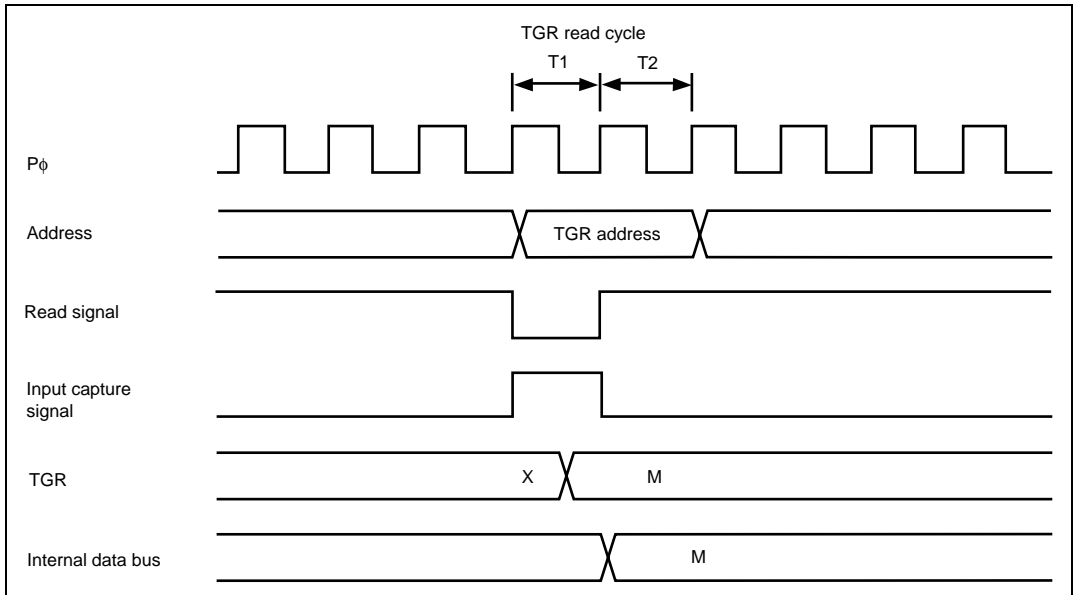 TGR read cycle
T1 T2
Pφ
Address
TGR address
Read signal
Input capture
signal
TGR
X M
Internal data bus
M